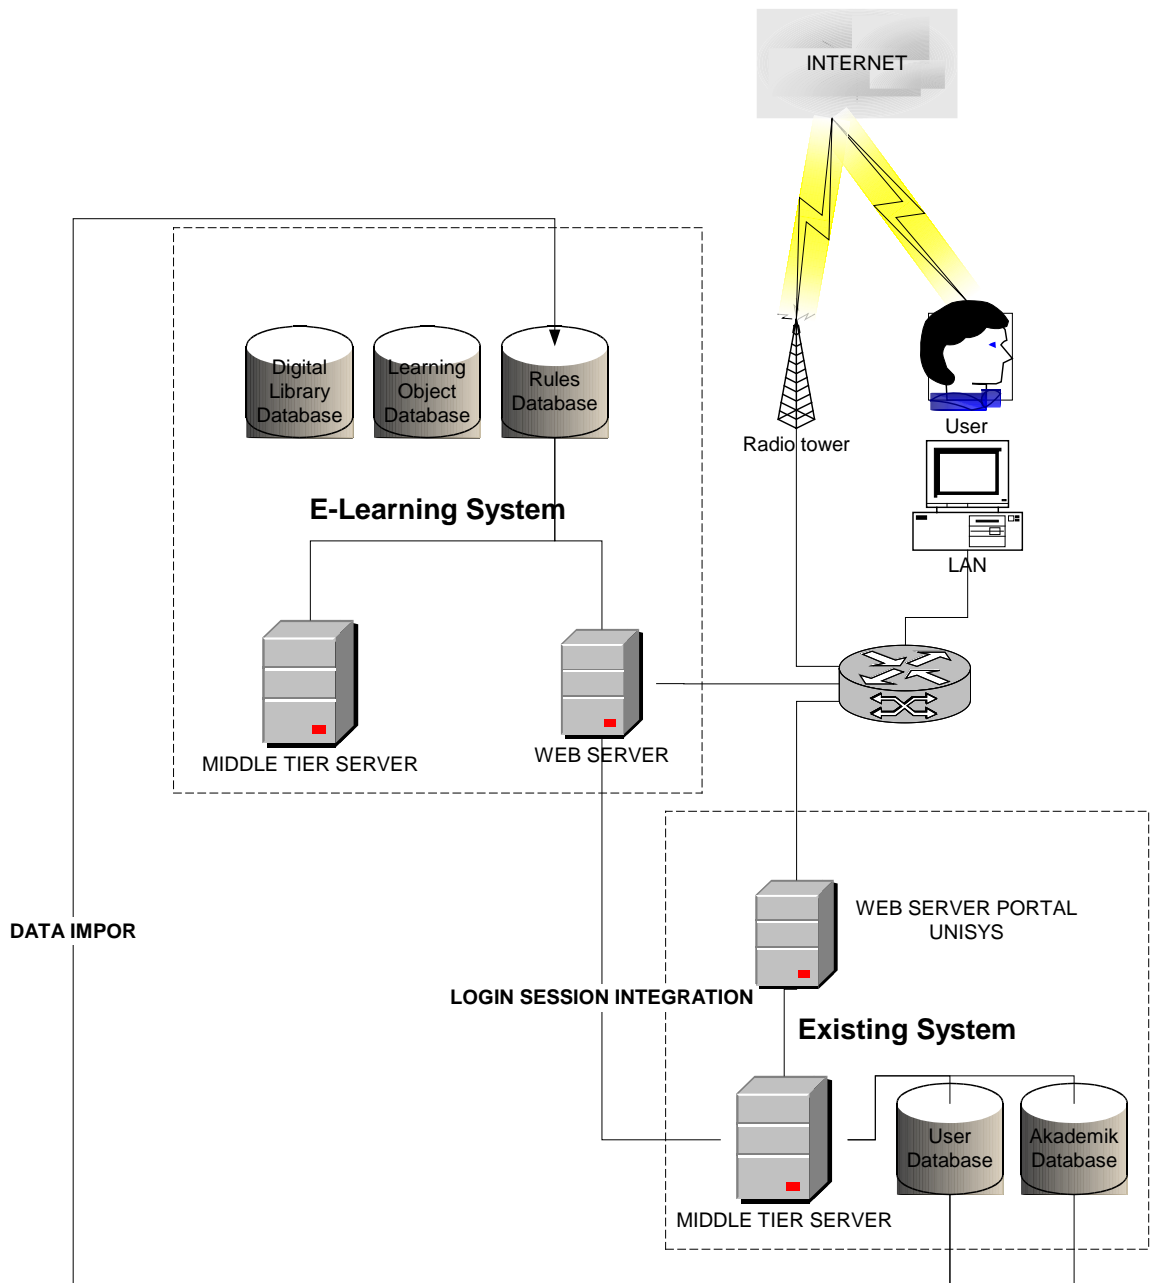 INTERNET
Digital
Library
Database
Learning
Object
Database
Rules
Database
Radio tower
User
E-Learning System
LAN
MIDDLE TIER SERVER
WEB SERVER
WEB SERVER PORTAL
UNISYS
DATA IMPOR
LOGIN SESSION INTEGRATION
Existing System
User
Database
Akademik
Database
MIDDLE TIER SERVER